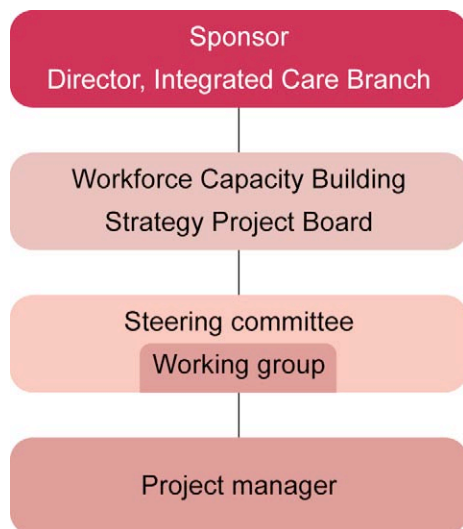 Sponsor
Director, Integrated Care Branch
Workforce Capacity Building
Strategy Project Board
Steering committee
Working group
Project manager